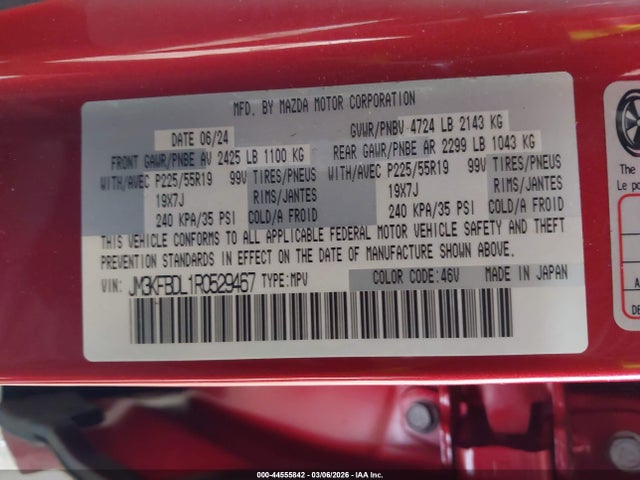 MFD. BY MAZDA MOTOR CORPORATION
DATE 06/24 GVWR/PNBV 4724 LB 2143 KG
FRONT GAWR/PNBE AV 2425 LB 1100 KG REAR GAWR/PNBE AR 2299 LB 1043 KG
WITH/AVEC P225/55R19 99V TIRES/PNEUS WITH/AVEC P225/55R19 99V TIRES/PNEUS
19X7J RIMS/JANTES 19X7J RIMS/JANTES
240 KPA/35 PSI COLD/A FROID 240 KPA/35 PSI COLD/A FROID
THIS VEHICLE CONFORMS TO ALL APPLICABLE FEDERAL MOTOR VEHICLE SAFETY AND THEFT
PREVENTION STANDARDS IN EFFECT ON THE DATE OF MANUFACTURE SHOWN ABOVE.
VIN: JM3KFBDL1R0529467 TYPE:MPV COLOR CODE:46V MADE IN JAPAN
The
Le po
000-44555842 - 03/06/2026 - IAA Inc.